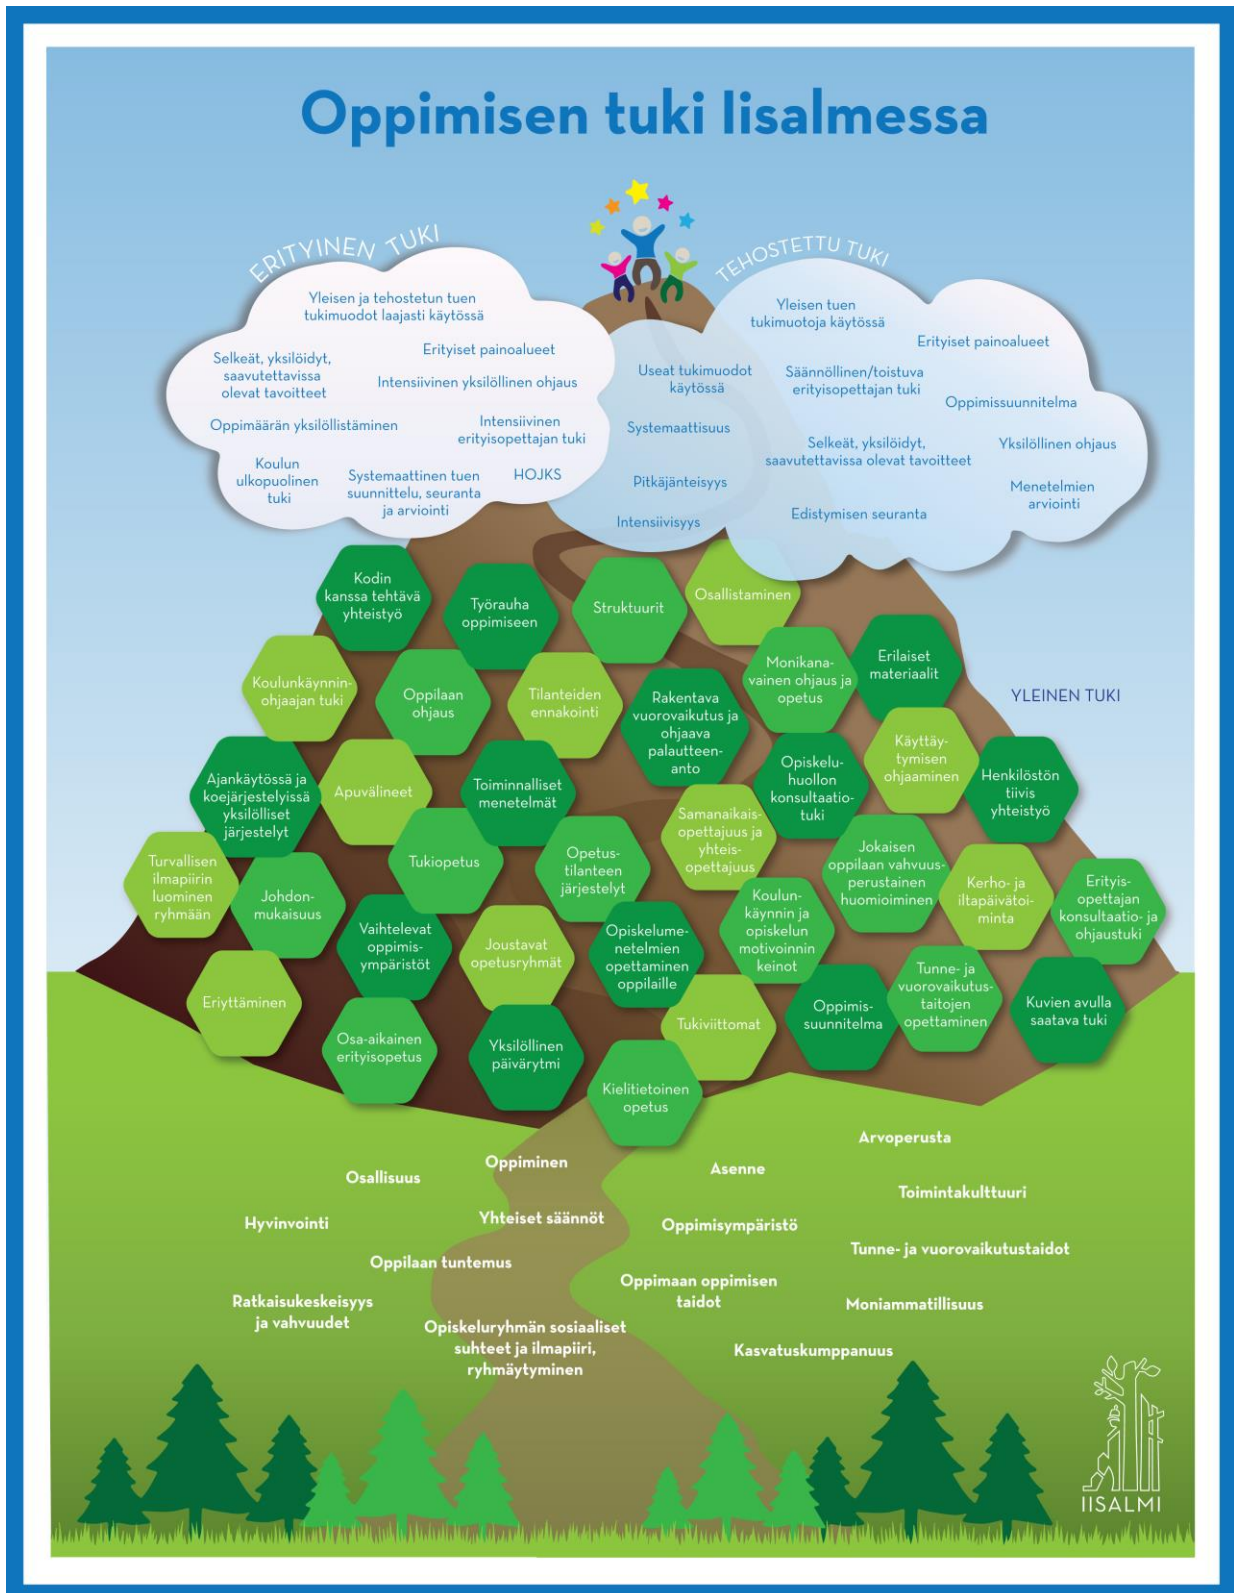 Oppimisen tuki Iisalmessa
ERITYINEN TUKI
Yleisen ja tehostetun tuen
tukimuodot laajasti käytössä
Erityiset painoalueet
Selkeät, yksilöidyt,
saavutettavissa
olevat tavoitteet
Intensiivinen yksilöllinen ohjaus
Oppimäärän yksilöllistäminen
Intensiivinen
erityisopettajan tuki
Koulun
ulkopuolinen
tuki
Systemaattinen tuen
suunnittelu, seuranta
ja arviointi
HOJKS
Useat tukimuodot
käytössä
Systemaattisuus
Pitkäjänteisyys
Intensiivisyys
TEHOSTETTU TUKI
Yleisen tuen
tukimuotoja käytössä
Erityiset painoalueet
Säännöllinen/toistuva
erityisopettajan tuki
Oppimissuunnitelma
Selkeät, yksilöidyt,
saavutettavissa olevat tavoitteet
Yksilöllinen ohjaus
Menetelmien
arviointi
Edistymisen seuranta
YLEINEN TUKI
Kodin
kanssa tehtävä
yhteistyö
Työrauha
oppimiseen
Struktuurit
Osallistaminen
Koulunkäynnin-
ohjaajan tuki
Oppilaan
ohjaus
Tilanteiden
ennakointi
Rakentava
vuorovaikutus ja
ohjaava
palautteen-
anto
Monikana-
vainen ohjaus ja
opetus
Erilaiset
materiaalit
Ajankäytössä ja
koejärjestelyissä
yksilölliset
järjestelyt
Apuvälineet
Toiminnalliset
menetelmät
Opiskelu-
huollon
konsultaatio-
tuki
Käyttäy-
tymisen
ohjaaminen
Henkilöstön
tiivis
yhteistyö
Turvallisen
ilmapiirin
luominen
ryhmään
Johdon-
mukaisuus
Tukiopetus
Opetus-
tilanteen
järjestelyt
Samanaikais-
opettajuus ja
yhteis-
opettajuus
Jokaisen
oppilaan vahvuus-
perustainen
huomioiminen
Kerho- ja
iltapäivätoi-
minta
Erityis-
opettajan
konsultaatio- ja
ohjaustuki
Vaihtelevat
oppimis-
ympäristöt
Joustavat
opetusryhmät
Opiskelume-
netelmien
opettaminen
oppilaille
Koulun-
käynnin ja
opiskelun
motivoinnin
keinot
Eriyttäminen
Osa-aikainen
erityisopetus
Yksilöllinen
päivärytmi
Tukiviittomat
Oppimis-
suunnitelma
Tunne- ja
vuorovaikutus-
taitojen
opettaminen
Kuvien avulla
saatava tuki
Kielitietoinen
opetus
Arvoperusta
Oppiminen
Asenne
Osallisuus
Toimintakulttuuri
Hyvinvointi
Yhteiset säännöt
Oppimisympäristö
Tunne- ja vuorovaikutustaidot
Oppilaan tuntemus
Oppimaan oppimisen
taidot
Ratkaisukeskeisyys
ja vahvuudet
Moniammatillisuus
Opiskeluryhmän sosiaaliset
suhteet ja ilmapiiri,
ryhmäytyminen
Kasvatuskumppanuus
IISALMI